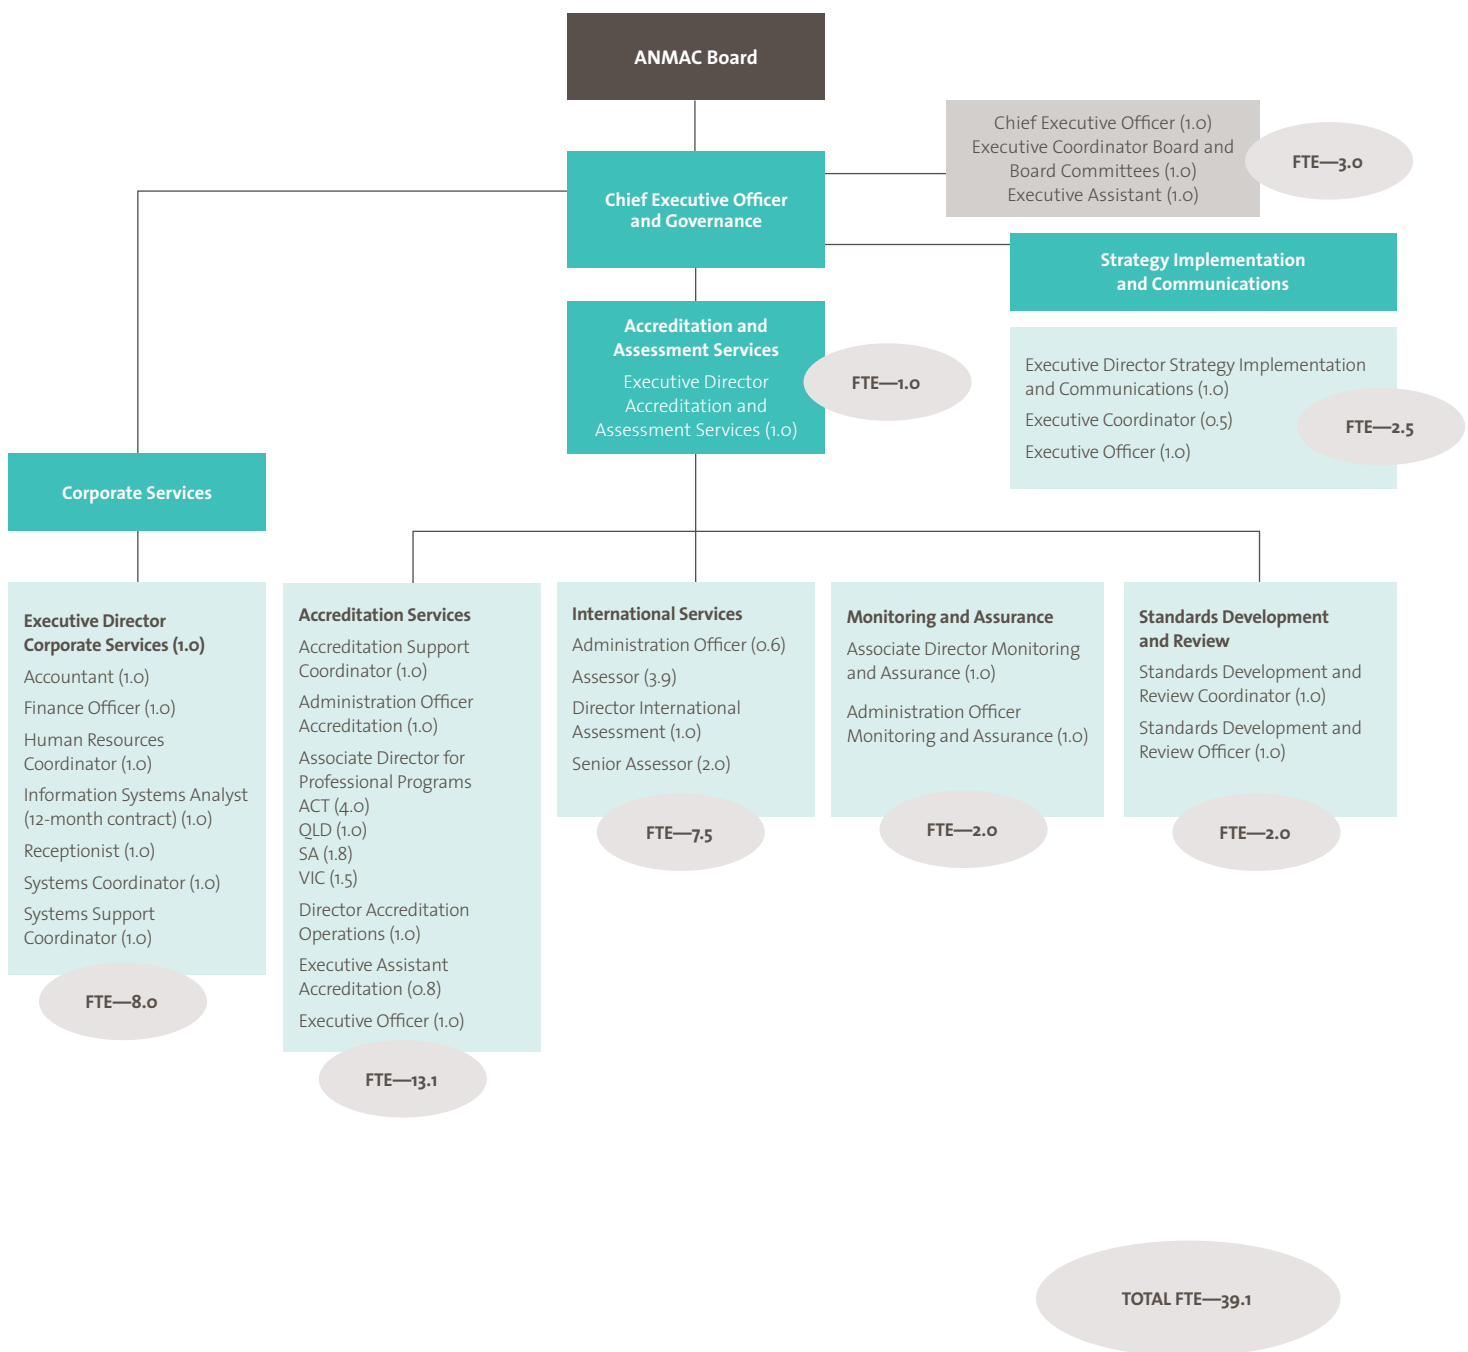 ANMAC Board
Chief Executive Officer (1.0)
Executive Coordinator Board and
Board Committees (1.0)
Executive Assistant (1.0)
FTE—3.0
Chief Executive Officer
and Governance
Strategy Implementation
and Communications
Accreditation and
Assessment Services
Executive Director
Accreditation and
Assessment Services (1.0)
FTE—1.0
Executive Director Strategy Implementation
and Communications (1.0)
Executive Coordinator (0.5)
Executive Officer (1.0)
FTE—2.5
Corporate Services
Executive Director
Corporate Services (1.0)
Accountant (1.0)
Finance Officer (1.0)
Human Resources
Coordinator (1.0)
Information Systems Analyst
(12-month contract) (1.0)
Receptionist (1.0)
Systems Coordinator (1.0)
Systems Support
Coordinator (1.0)
FTE—8.0
Accreditation Services
Accreditation Support
Coordinator (1.0)
Administration Officer
Accreditation (1.0)
Associate Director for
Professional Programs
ACT (4.0)
QLD (1.0)
SA (1.8)
VIC (1.5)
Director Accreditation
Operations (1.0)
Executive Assistant
Accreditation (0.8)
Executive Officer (1.0)
FTE—13.1
International Services
Administration Officer (0.6)
Assessor (3.9)
Director International
Assessment (1.0)
Senior Assessor (2.0)
FTE—7.5
Monitoring and Assurance
Associate Director Monitoring
and Assurance (1.0)
Administration Officer
Monitoring and Assurance (1.0)
FTE—2.0
Standards Development
and Review
Standards Development and
Review Coordinator (1.0)
Standards Development and
Review Officer (1.0)
FTE—2.0
TOTAL FTE—39.1